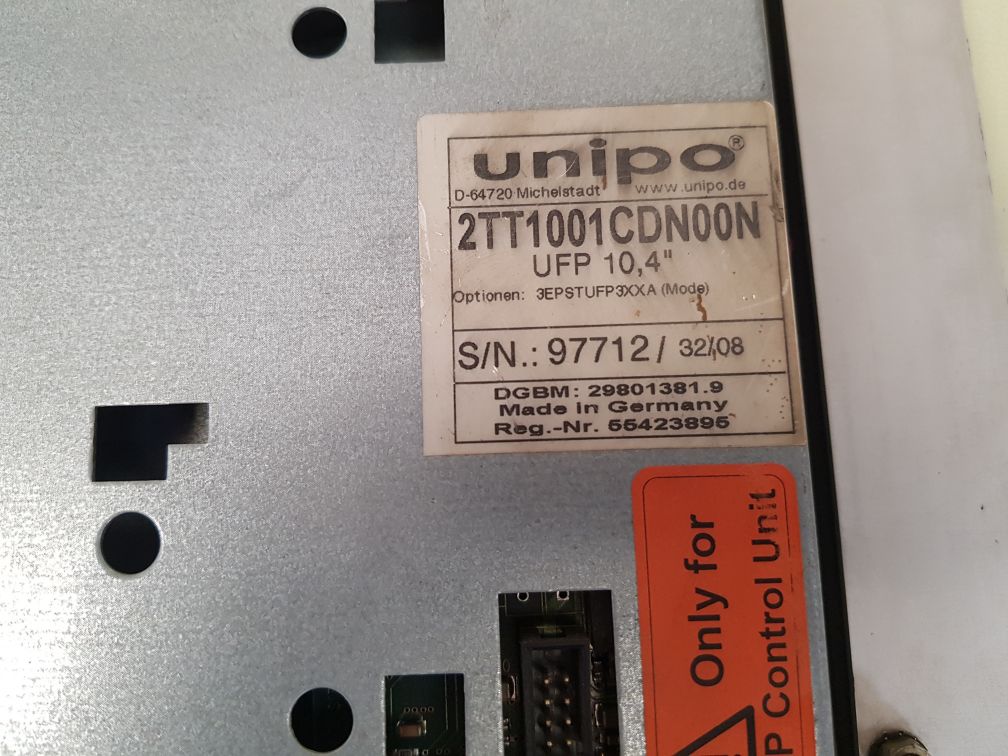 unipo®
D-64720 Michelstadt www.unipo.de
2TT1001CDN00N
UFP 10,4"
Optionen: 3EPSTUFP3XXA (Mode)
S/N.: 97712 / 32/08
DGBM: 29801381.9
Made in Germany
Reg.-Nr. 55423895
Only for
P Control Unit